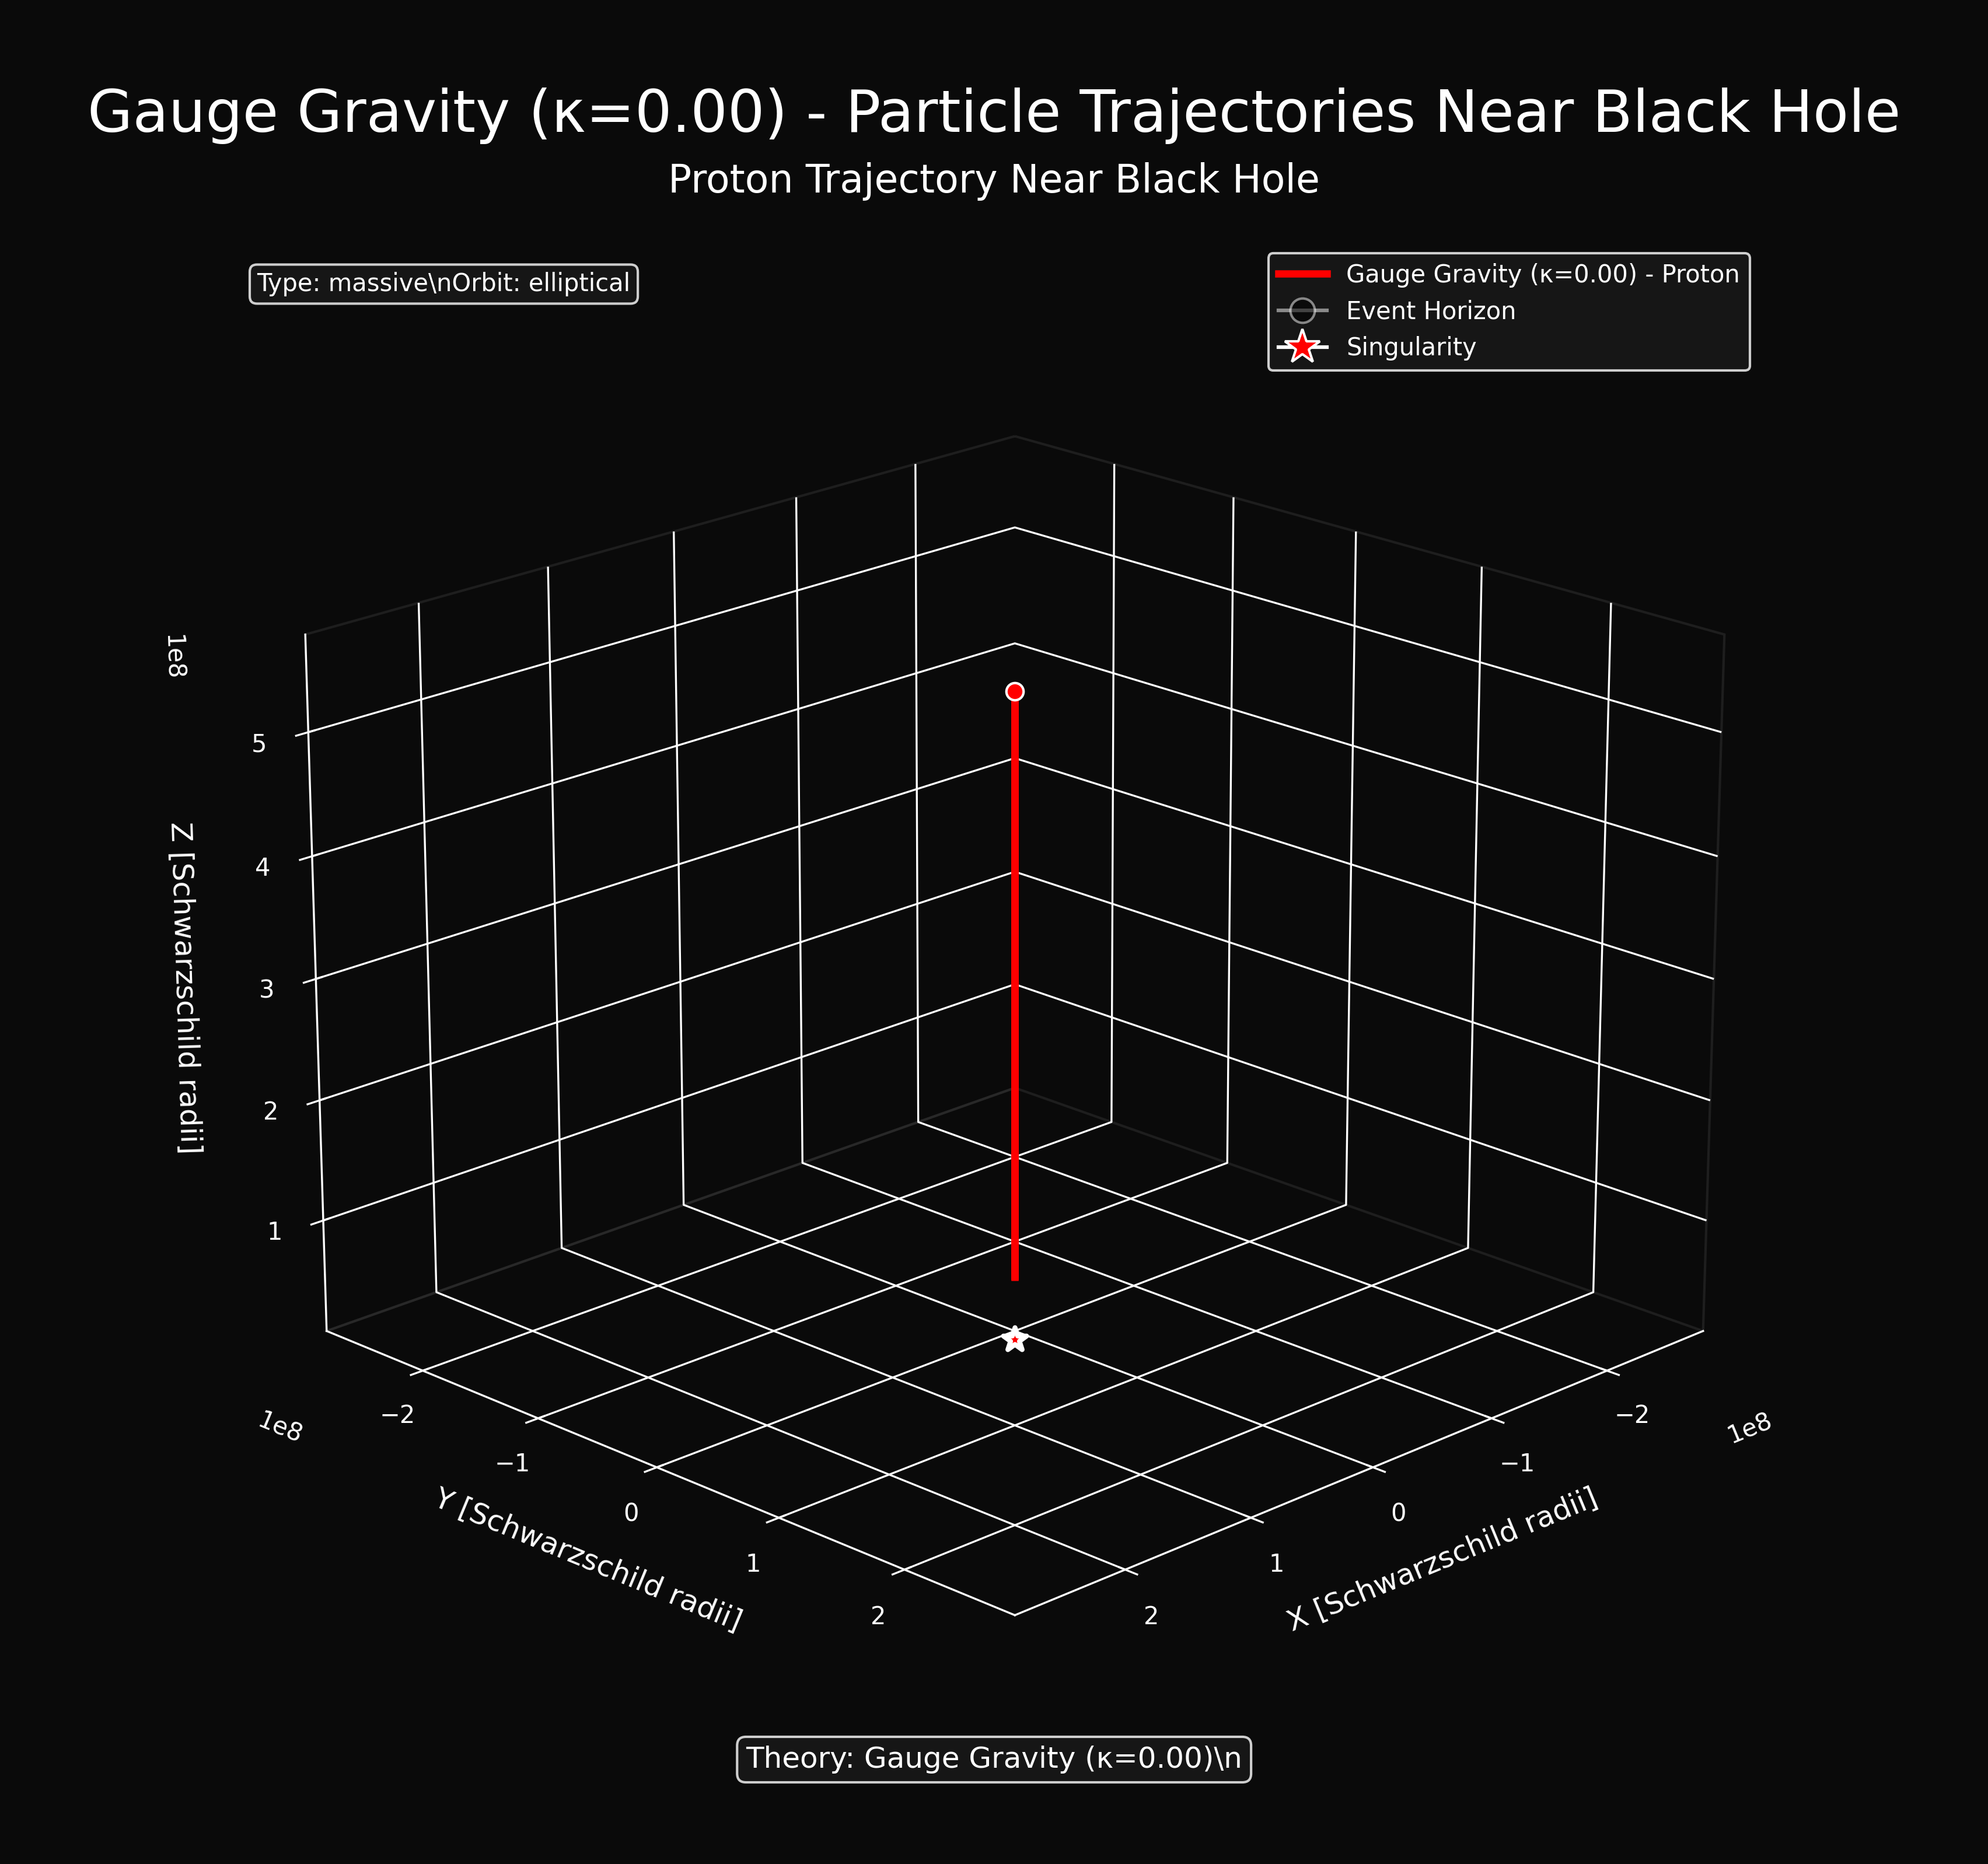 Gauge Gravity (κ=0.00) - Particle Trajectories Near Black Hole
Proton Trajectory Near Black Hole
Type: massive\nOrbit: elliptical
Gauge Gravity (κ=0.00) - Proton
Event Horizon
Singularity
1e8
5
4
3
2
1
Z [Schwarzschild radii]
1e8
−2
−1
0
1
2
Y [Schwarzschild radii]
1e8
−2
−1
0
1
2
X [Schwarzschild radii]
Theory: Gauge Gravity (κ=0.00)\n